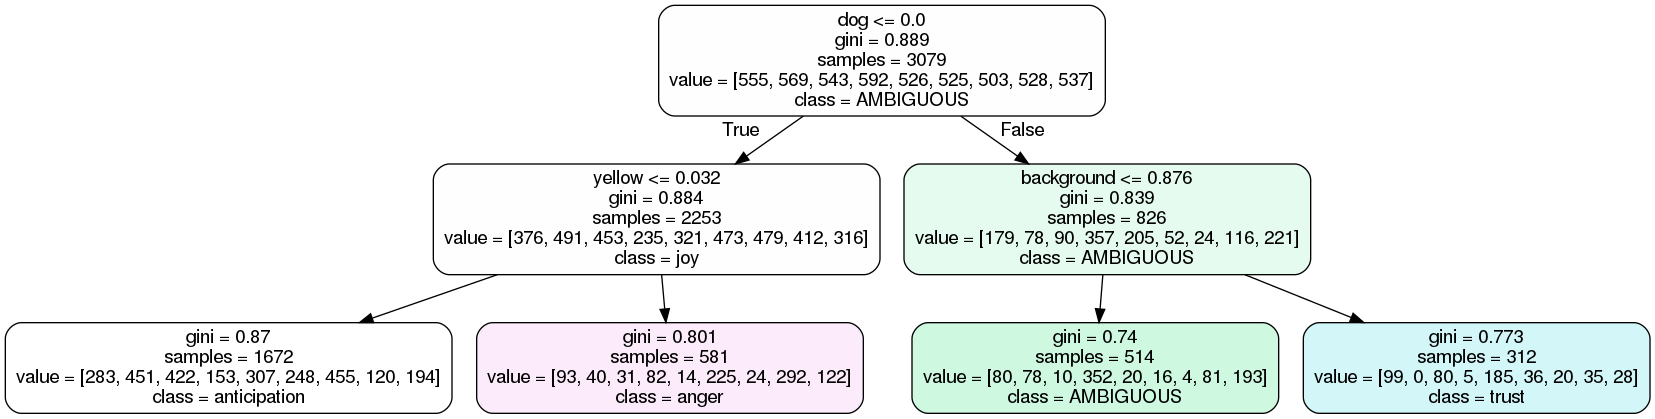 dog <= 0.0
gini = 0.889
samples = 3079
value = [555, 569, 543, 592, 526, 525, 503, 528, 537]
class = AMBIGUOUS
True
False
yellow <= 0.032
gini = 0.884
samples = 2253
value = [376, 491, 453, 235, 321, 473, 479, 412, 316]
class = joy
background <= 0.876
gini = 0.839
samples = 826
value = [179, 78, 90, 357, 205, 52, 24, 116, 221]
class = AMBIGUOUS
gini = 0.87
samples = 1672
value = [283, 451, 422, 153, 307, 248, 455, 120, 194]
class = anticipation
gini = 0.801
samples = 581
value = [93, 40, 31, 82, 14, 225, 24, 292, 122]
class = anger
gini = 0.74
samples = 514
value = [80, 78, 10, 352, 20, 16, 4, 81, 193]
class = AMBIGUOUS
gini = 0.773
samples = 312
value = [99, 0, 80, 5, 185, 36, 20, 35, 28]
class = trust